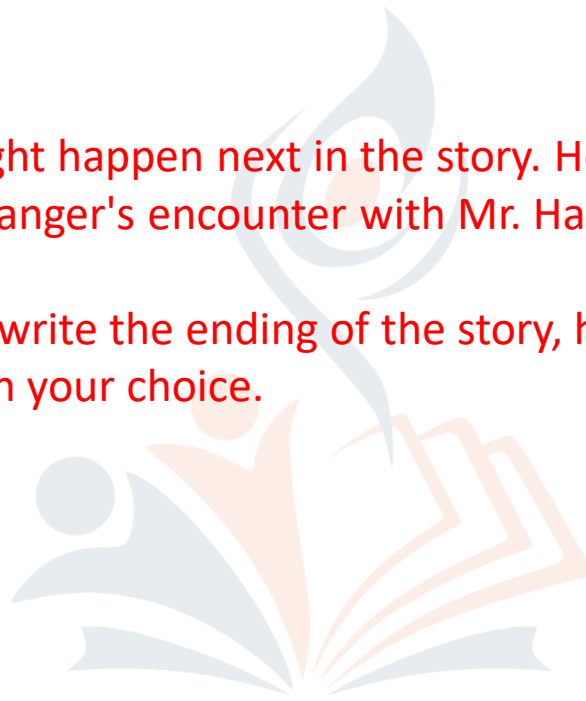 ght happen next in the story. H
anger's encounter with Mr. Ha
write the ending of the story, h
your choice.